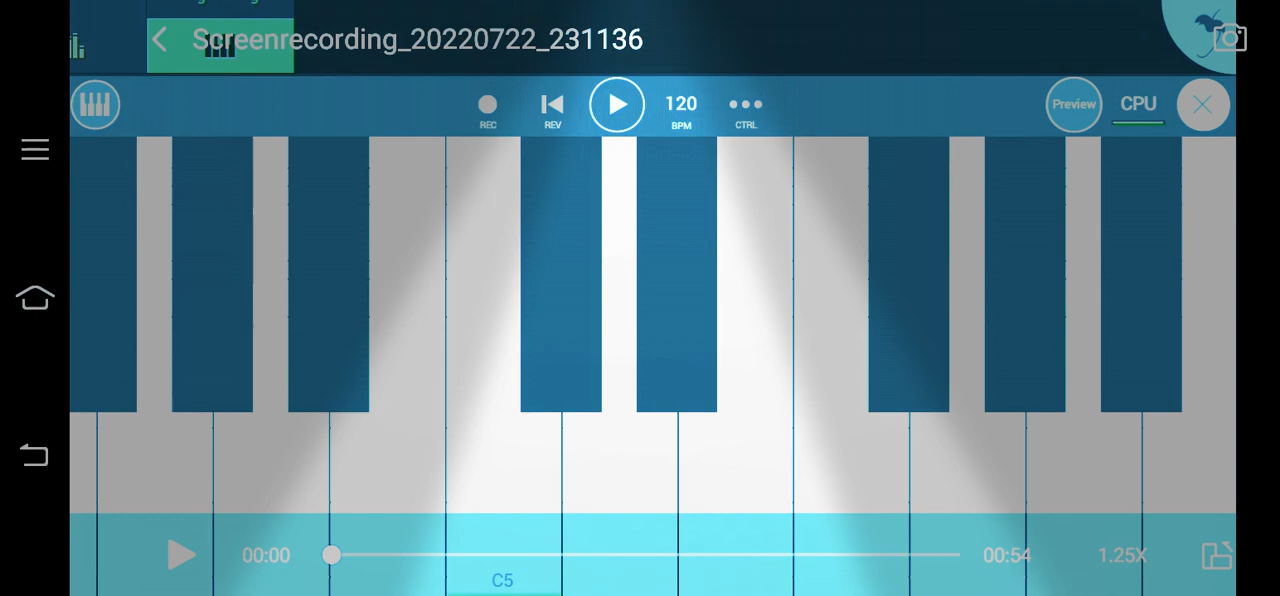 Screenrecording_20220722_231136
120
Preview
CPU
REC
REV
BPM
CTRL
00:00
00:54
1.25X
C5